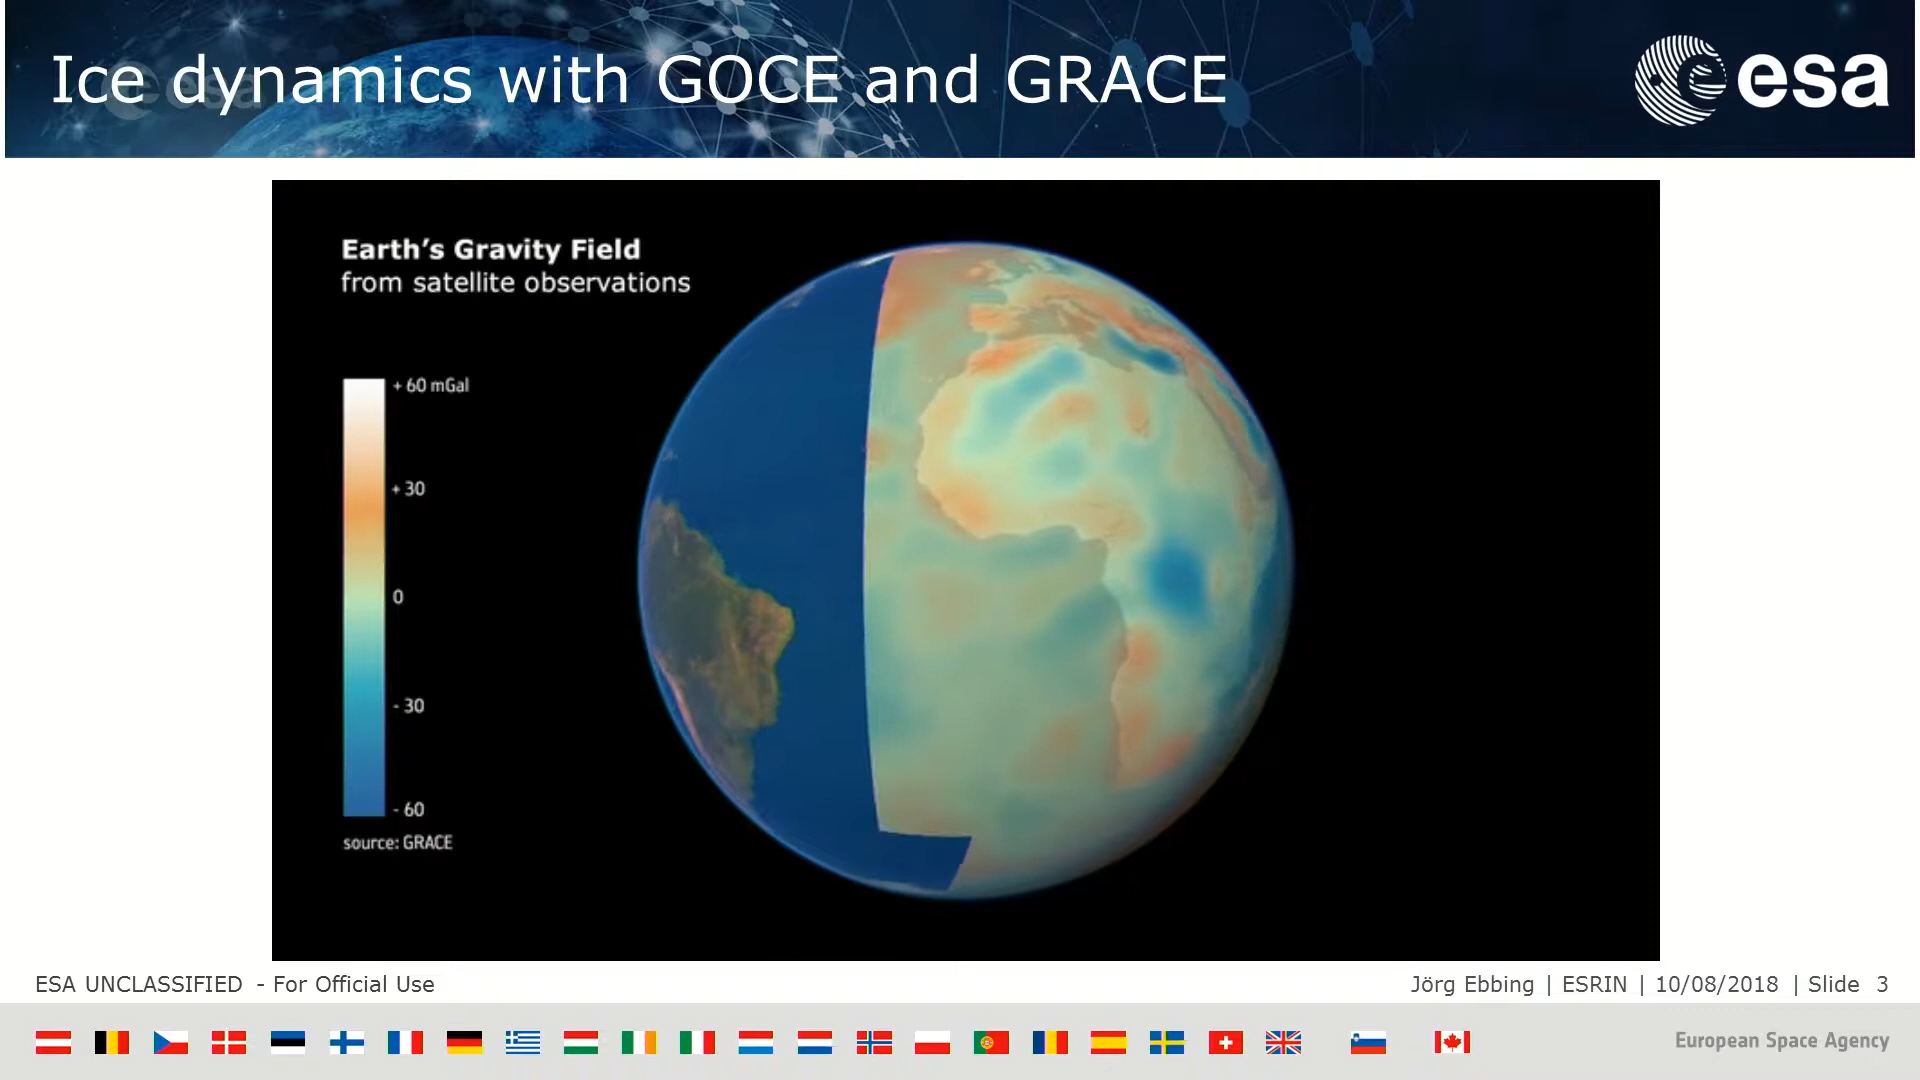 Ice dynamics with GOCE and GRACE
esa
Earth's Gravity Field
from satellite observations
+ 60 mGal
+ 30
0
- 30
- 60
source: GRACE
ESA UNCLASSIFIED - For Official Use
Jörg Ebbing | ESRIN | 10/08/2018 | Slide 3
European Space Agency